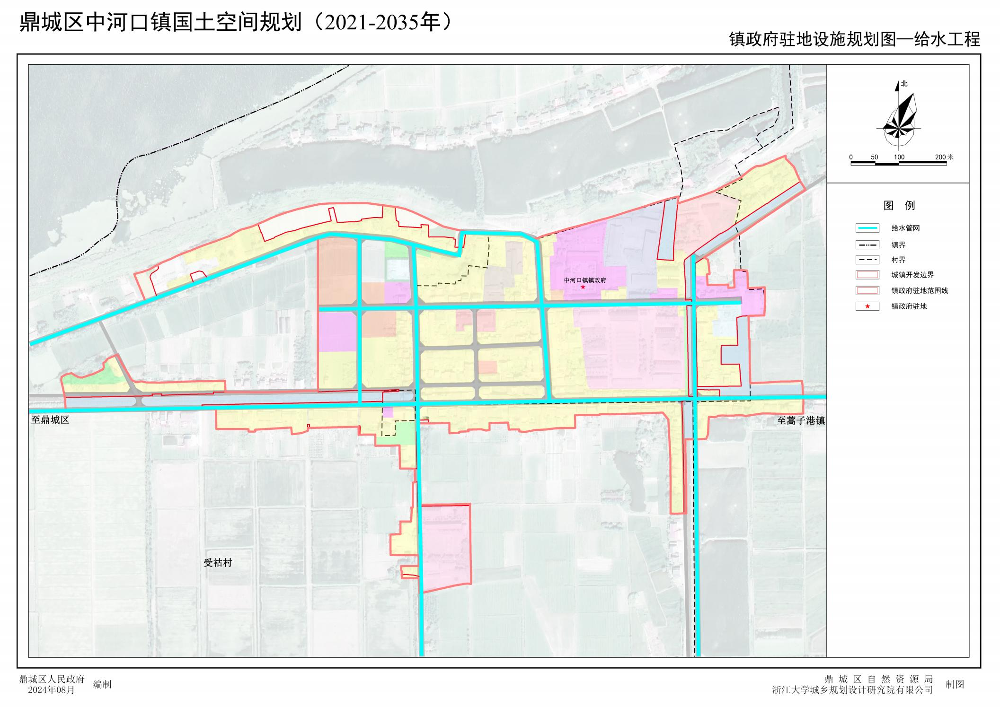 鼎城区中河口镇国土空间规划（2021-2035年）
镇政府驻地设施规划图—给水工程
北
0 50 100 200米
图 例
给水管网
镇界
村界
城镇开发边界
镇政府驻地范围线
镇政府驻地
中河口镇镇政府
至鼎城区
至蒿子港镇
受祜村
鼎城区人民政府
2024年08月
编制
鼎城区自然资源局
浙江大学城乡规划设计研究院有限公司
制图